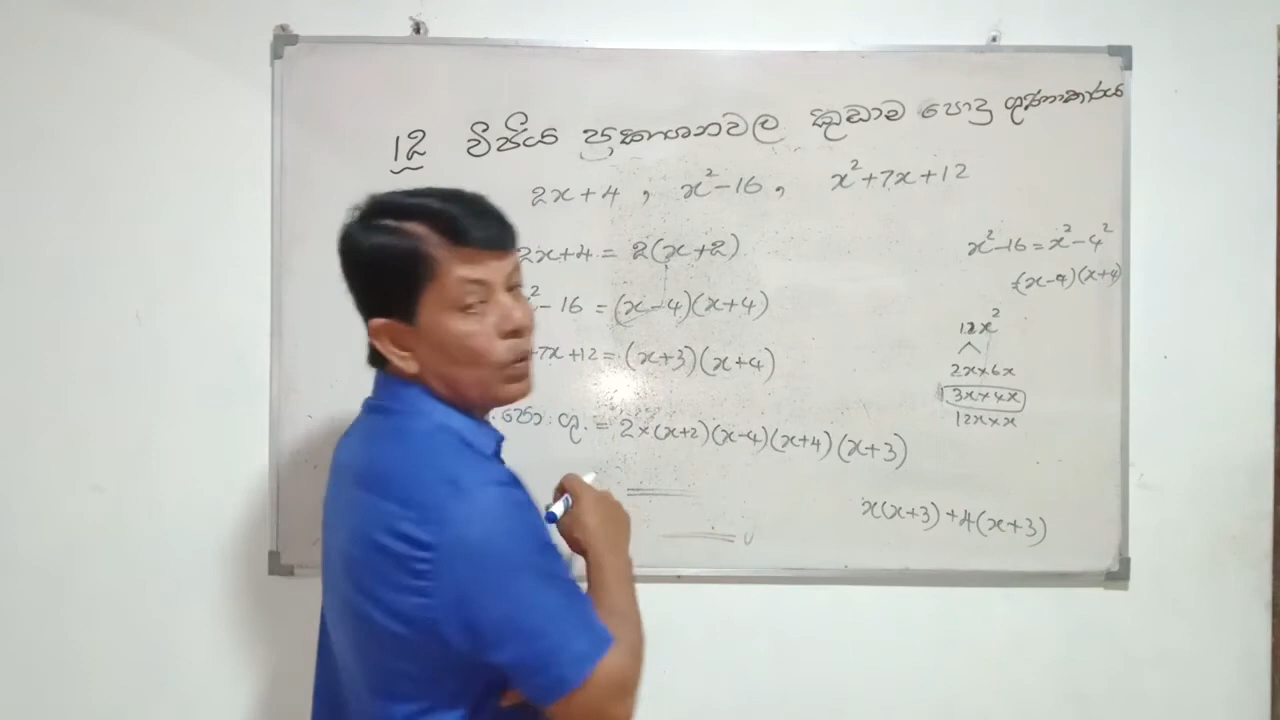 12 වීජීය ප්‍රකාශනවල කුඩාම පොදු ගුණාකාරය
2x+4 , x²-16 , x²+7x+12
2x+4 = 2(x+2)
² - 16 = (x-4)(x+4)
+7x+12 = (x+3)(x+4)
. පො. ගු. = 2×(x+2)(x-4)(x+4)(x+3)
x²-16 = x²-4²
=(x-4)(x+4)
12x²
2x×6x
3x×4x
12x×x
x(x+3)+4(x+3)